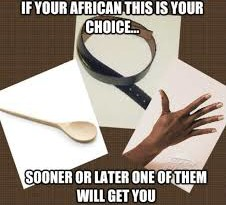 IF YOUR AFRICAN THIS IS YOUR
CHOICE...
SOONER OR LATER ONE OF THEM
WILL GET YOU